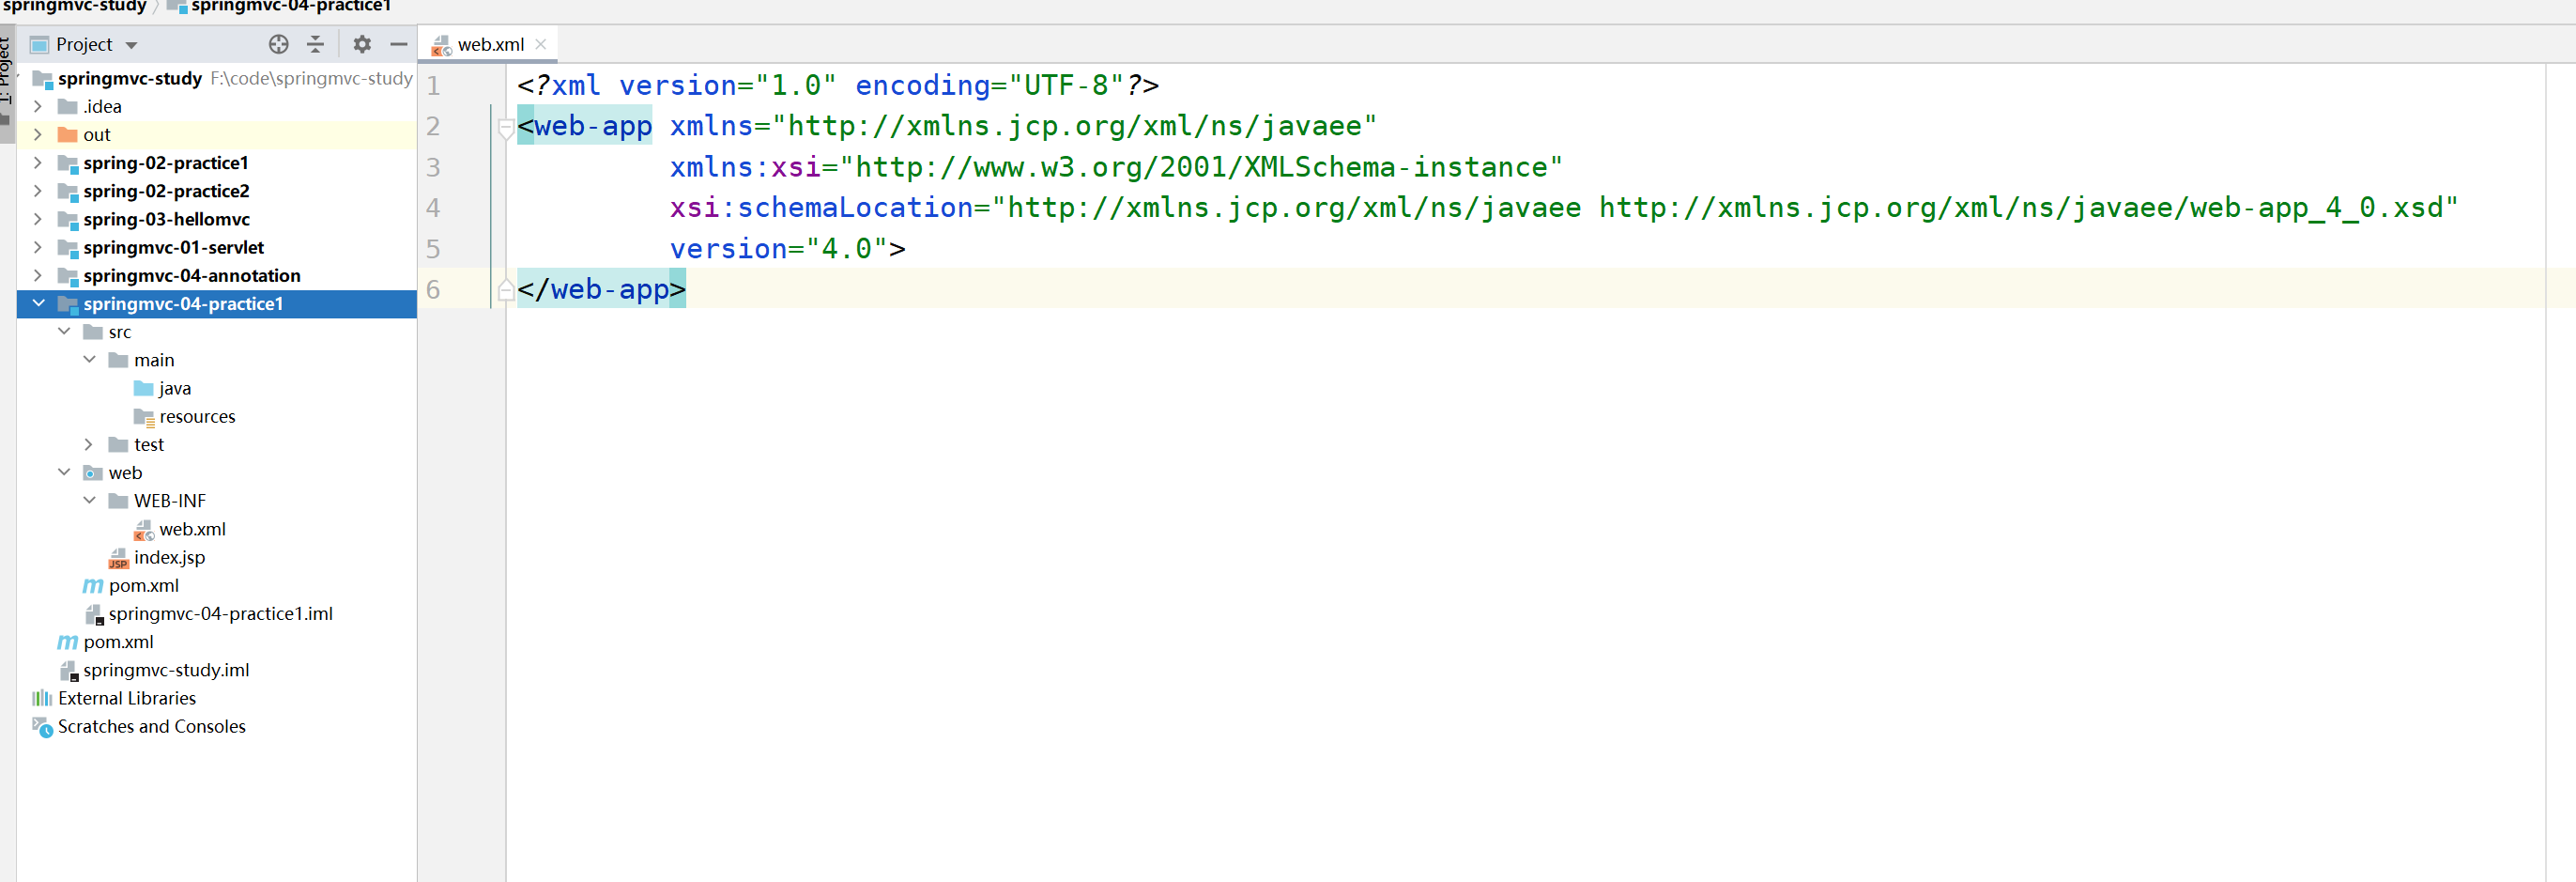 springmvc-study 〉 springmvc-04-practice1
1: Project
Project
springmvc-study F:\code\springmvc-study
.idea
out
spring-02-practice1
spring-02-practice2
spring-03-hellomvc
springmvc-01-servlet
springmvc-04-annotation
springmvc-04-practice1
src
main
java
resources
test
web
WEB-INF
web.xml
index.jsp
pom.xml
springmvc-04-practice1.iml
pom.xml
springmvc-study.iml
External Libraries
Scratches and Consoles
web.xml
1 <?xml version="1.0" encoding="UTF-8"?>
2 <web-app xmlns="http://xmlns.jcp.org/xml/ns/javaee"
3 xmlns:xsi="http://www.w3.org/2001/XMLSchema-instance"
4 xsi:schemaLocation="http://xmlns.jcp.org/xml/ns/javaee http://xmlns.jcp.org/xml/ns/javaee/web-app_4_0.xsd"
5 version="4.0">
6 </web-app>